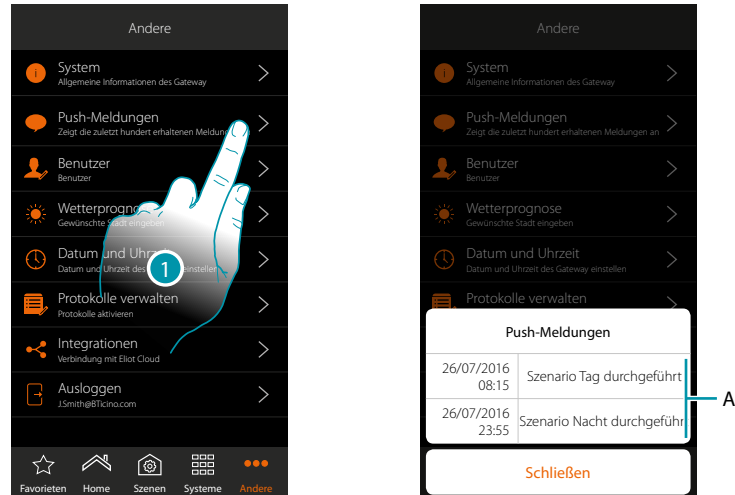 Andere
System
Allgemeine Informationen des Gateway
Push-Meldungen
Zeigt die zuletzt hundert erhaltenen
Benutzer
Benutzer
Wetterprogno
Gewünschte Stadt eingeben
Datum und Uhrzeit
Datum und Uhrzeit des einstellen
1
Protokolle verwalten
Protokolle aktivieren
Integrationen
Verbindung mit Eliot Cloud
Ausloggen
J.Smith@BTicino.com
Favorieten Home Szenen Systeme Andere
Andere
System
Allgemeine Informationen des Gateway
Push-Meldungen
Zeigt die zuletzt hundert erhaltenen Meldungen an
Benutzer
Benutzer
Wetterprognose
Gewünschte Stadt eingeben
Datum und Uhrzeit
Datum und Uhrzeit des Gateway einstellen
Protokolle verwalten
Push-Meldungen
26/07/2016
08:15
Szenario Tag durchgeführt
26/07/2016
23:55
Szenario Nacht durchgeführ
A
Schließen